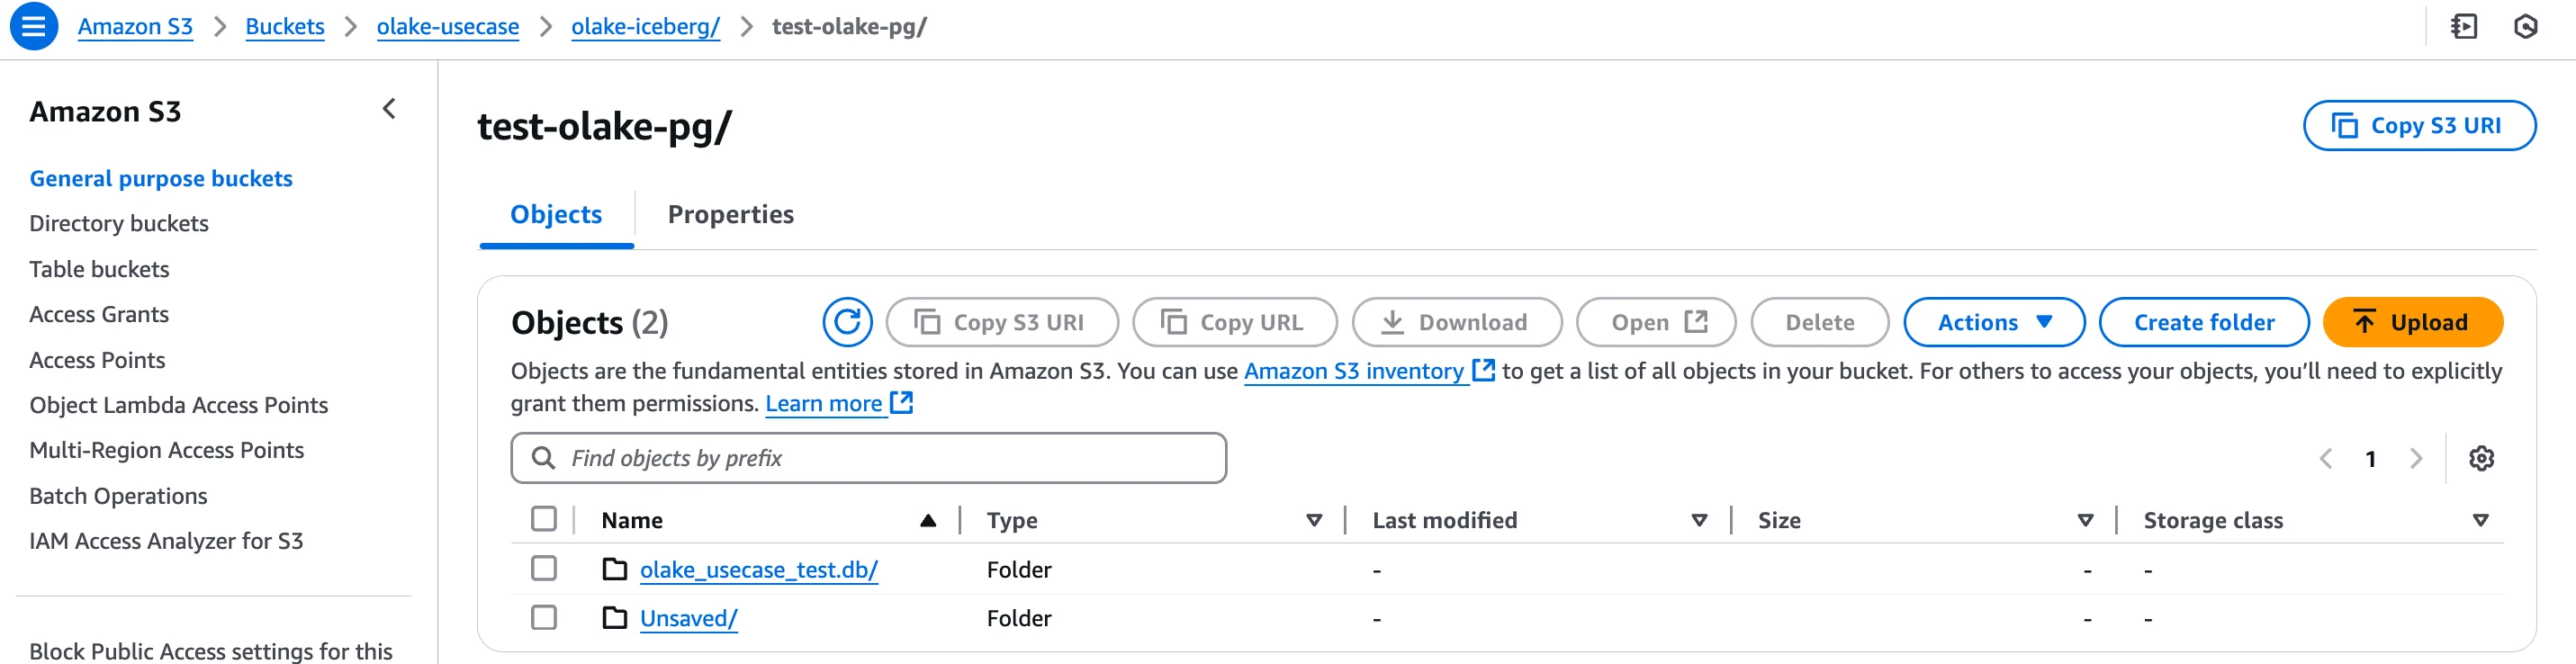 Amazon S3 > Buckets > olake-usecase > olake-iceberg/ > test-olake-pg/
Amazon S3
General purpose buckets
Directory buckets
Table buckets
Access Grants
Access Points
Object Lambda Access Points
Multi-Region Access Points
Batch Operations
IAM Access Analyzer for S3
Block Public Access settings for this
test-olake-pg/
Copy S3 URI
Objects Properties
Objects (2) Copy S3 URI Copy URL Download Open Delete Actions Create folder Upload
Objects are the fundamental entities stored in Amazon S3. You can use Amazon S3 inventory to get a list of all objects in your bucket. For others to access your objects, you’ll need to explicitly
grant them permissions. Learn more
Find objects by prefix
1
Name Type Last modified Size Storage class
olake_usecase_test.db/ Folder - - -
Unsaved/ Folder - - -